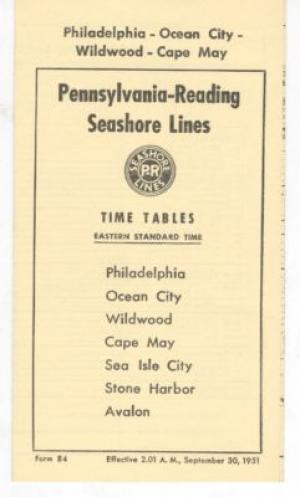 Philadelphia - Ocean City -
Wildwood - Cape May
Pennsylvania-Reading
Seashore Lines
SEASHORE
P-R
LINES
TIME TABLES
EASTERN STANDARD TIME
Philadelphia
Ocean City
Wildwood
Cape May
Sea Isle City
Stone Harbor
Avalon
Form 84 Effective 2.01 A. M., September 30, 1951